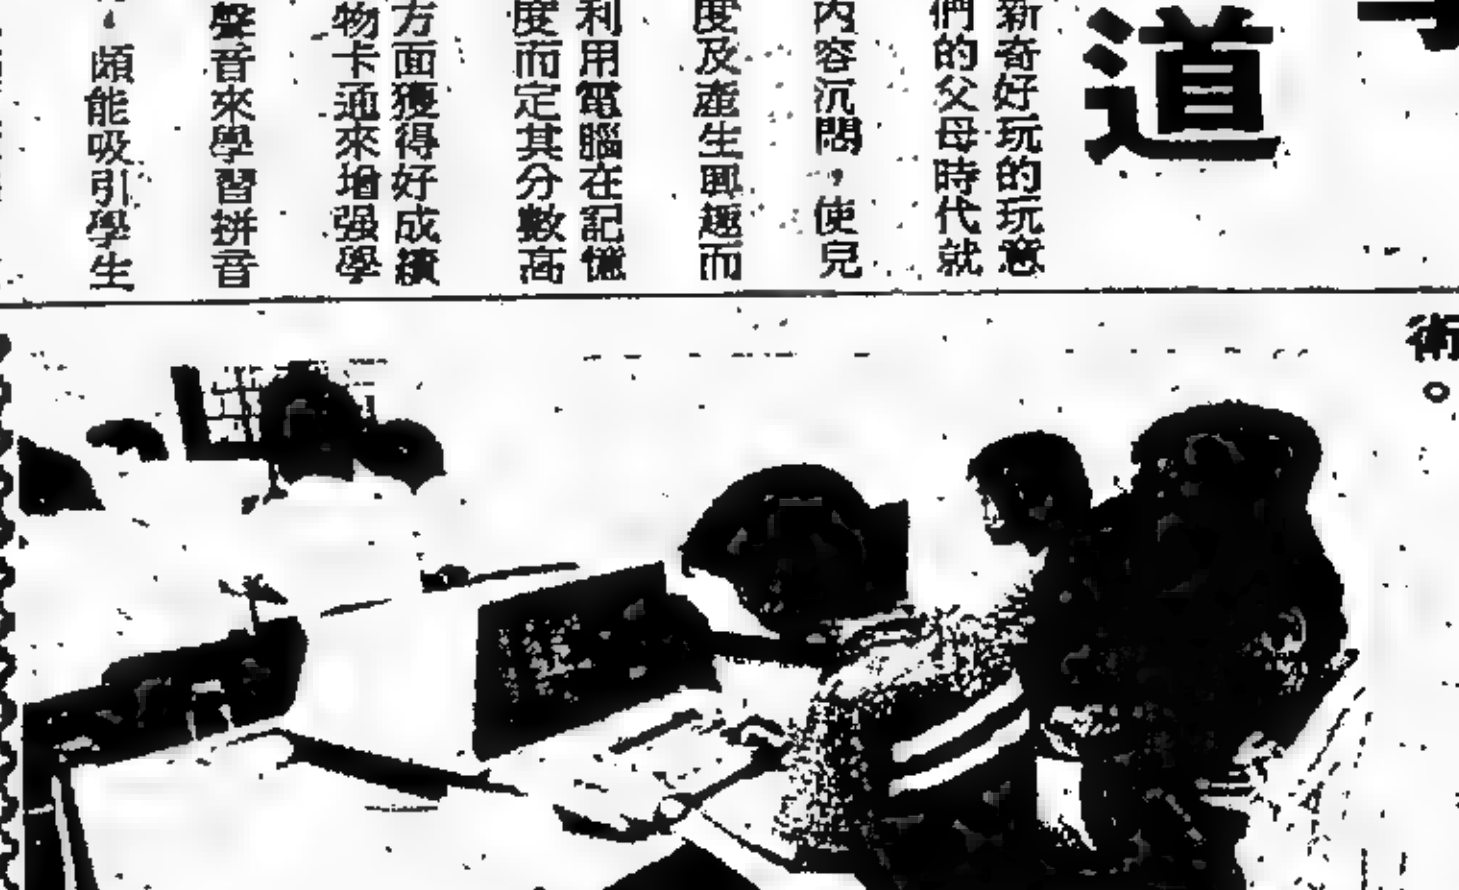 道
新奇好玩的玩意
們的父母時代就
內容沉悶，使兒
度及產生興趣而
利用電腦在記憶
度而定其分數高
方面獲得好成績
物卡通來增强學
聲音來學習拼音
，頗能吸引學生
術。